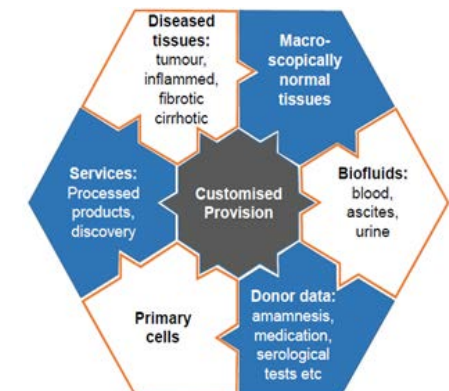 Diseased
tissues:
tumour,
inflammed,
fibrotic
cirrhotic
Macro-
scopically
normal
tissues
Services:
Processed
products,
discovery
Customised
Provision
Biofluids:
blood,
ascites,
urine
Primary
cells
Donor data:
amamnesis,
medication,
serological
tests etc